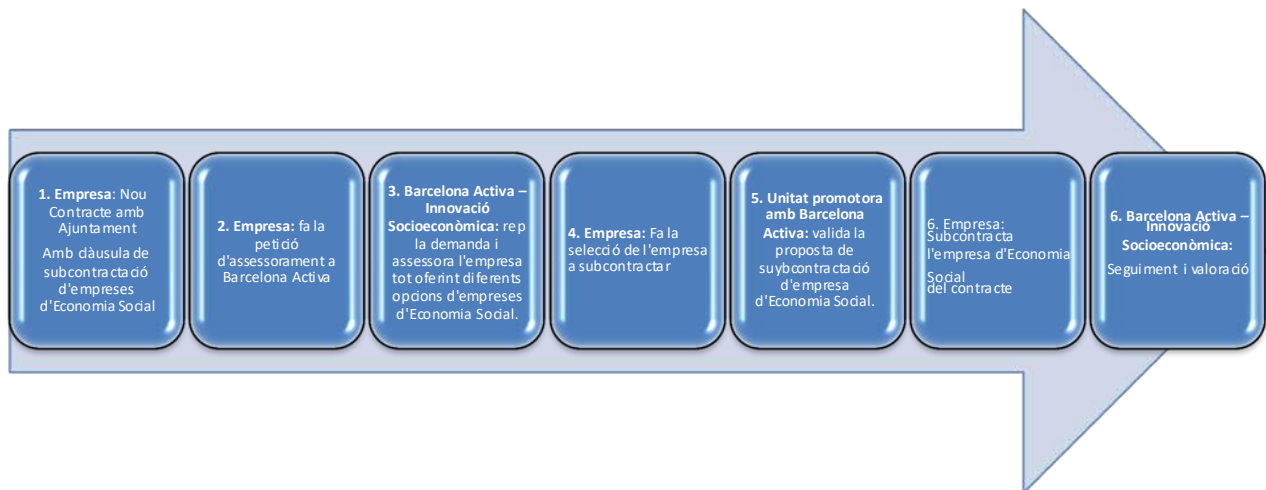 1. Empresa: Nou
Contracte amb
Ajuntament
Amb clàusula de
subcontractació
d'empreses
d'Economia Social
2. Empresa: fa la
petició
d'assessorament a
Barcelona Activa
3. Barcelona Activa –
Innovació
Socioeconòmica: rep
la demanda i
assessora l'empresa
tot oferint diferents
opcions d'empreses
d'Economia Social.
4. Empresa: Fa la
selecció de l'empresa
a subcontractar
5. Unitat promotora
amb Barcelona
Activa: valida la
proposta de
suybcontractació
d'empresa
d'Economia Social.
6. Empresa:
Subcontracta
l'empresa d'Economia
Social
del contracte
6. Barcelona Activa –
Innovació
Socioeconòmica:
Seguiment i valoració